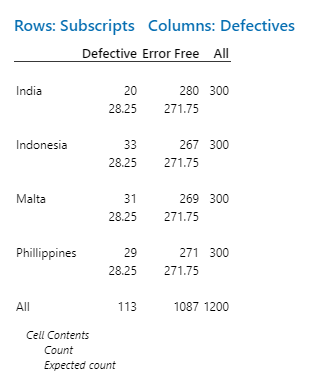 Rows: Subscripts Columns: Defectives
Defective Error Free All
India 20 280 300
28.25 271.75
Indonesia 33 267 300
28.25 271.75
Malta 31 269 300
28.25 271.75
Phillippines 29 271 300
28.25 271.75
All 113 1087 1200
Cell Contents
Count
Expected count